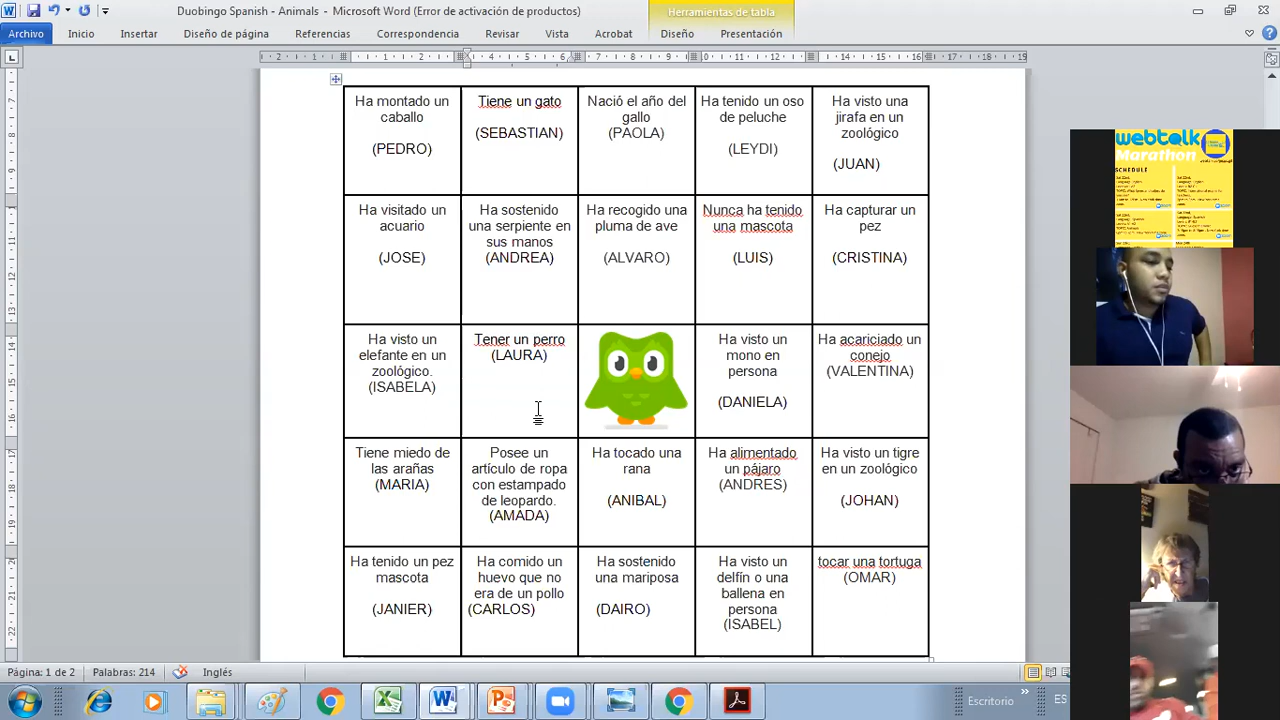 Duobingo Spanish - Animals - Microsoft Word (Error de activación de productos)
Herramientas de tabla
Archivo Inicio Insertar Diseño de página Referencias Correspondencia Revisar Vista Acrobat Diseño Presentación
Ha montado un
caballo
(PEDRO)
Tiene un gato
(SEBASTIAN)
Nació el año del
gallo
(PAOLA)
Ha tenido un oso
de peluche
(LEYDI)
Ha visto una
jirafa en un
zoológico
(JUAN)
Ha visitado un
acuario
(JOSE)
Ha sostenido
una serpiente en
sus manos
(ANDREA)
Ha recogido una
pluma de ave
(ALVARO)
Nunca ha tenido
una mascota
(LUIS)
Ha capturar un
pez
(CRISTINA)
Ha visto un
elefante en un
zoológico.
(ISABELA)
Tener un perro
(LAURA)
Ha visto un
mono en
persona
(DANIELA)
Ha acariciado un
conejo
(VALENTINA)
Tiene miedo de
las arañas
(MARIA)
Posee un
artículo de ropa
con estampado
de leopardo.
(AMADA)
Ha tocado una
rana
(ANIBAL)
Ha alimentado
un pájaro
(ANDRES)
Ha visto un tigre
en un zoológico
(JOHAN)
Ha tenido un pez
mascota
(JANIER)
Ha comido un
huevo que no
era de un pollo
(CARLOS)
Ha sostenido
una mariposa
(DAIRO)
Ha visto un
delfín o una
ballena en
persona
(ISABEL)
tocar una tortuga
(OMAR)
webtalk
Marathon
SCHEDULE
Página: 1 de 2 Palabras: 214 Inglés
Escritorio » ES